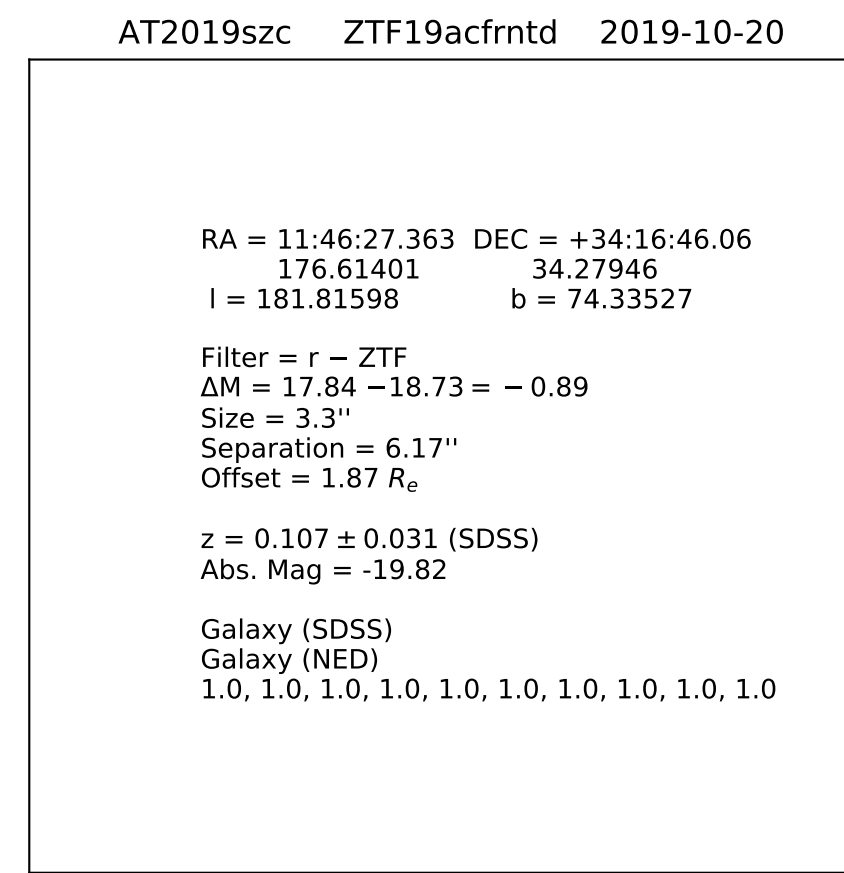 AT2019szc ZTF19acfrntd 2019-10-20
RA = 11:46:27.363 DEC = +34:16:46.06
176.61401 34.27946
l = 181.81598 b = 74.33527
Filter = r − ZTF
ΔM = 17.84 −18.73 = − 0.89
Size = 3.3''
Separation = 6.17''
Offset = 1.87 Rₑ
z = 0.107 ± 0.031 (SDSS)
Abs. Mag = -19.82
Galaxy (SDSS)
Galaxy (NED)
1.0, 1.0, 1.0, 1.0, 1.0, 1.0, 1.0, 1.0, 1.0, 1.0